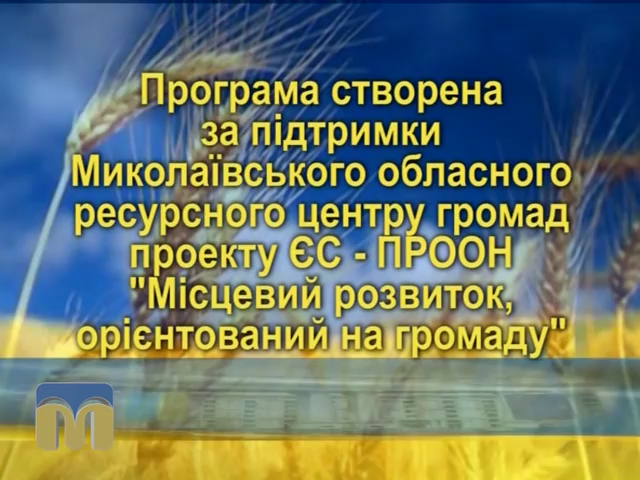 Програма створена
за підтримки
Миколаївського обласного
ресурсного центру громад
проекту ЄС - ПРООН
"Місцевий розвиток,
орієнтований на громаду"
М